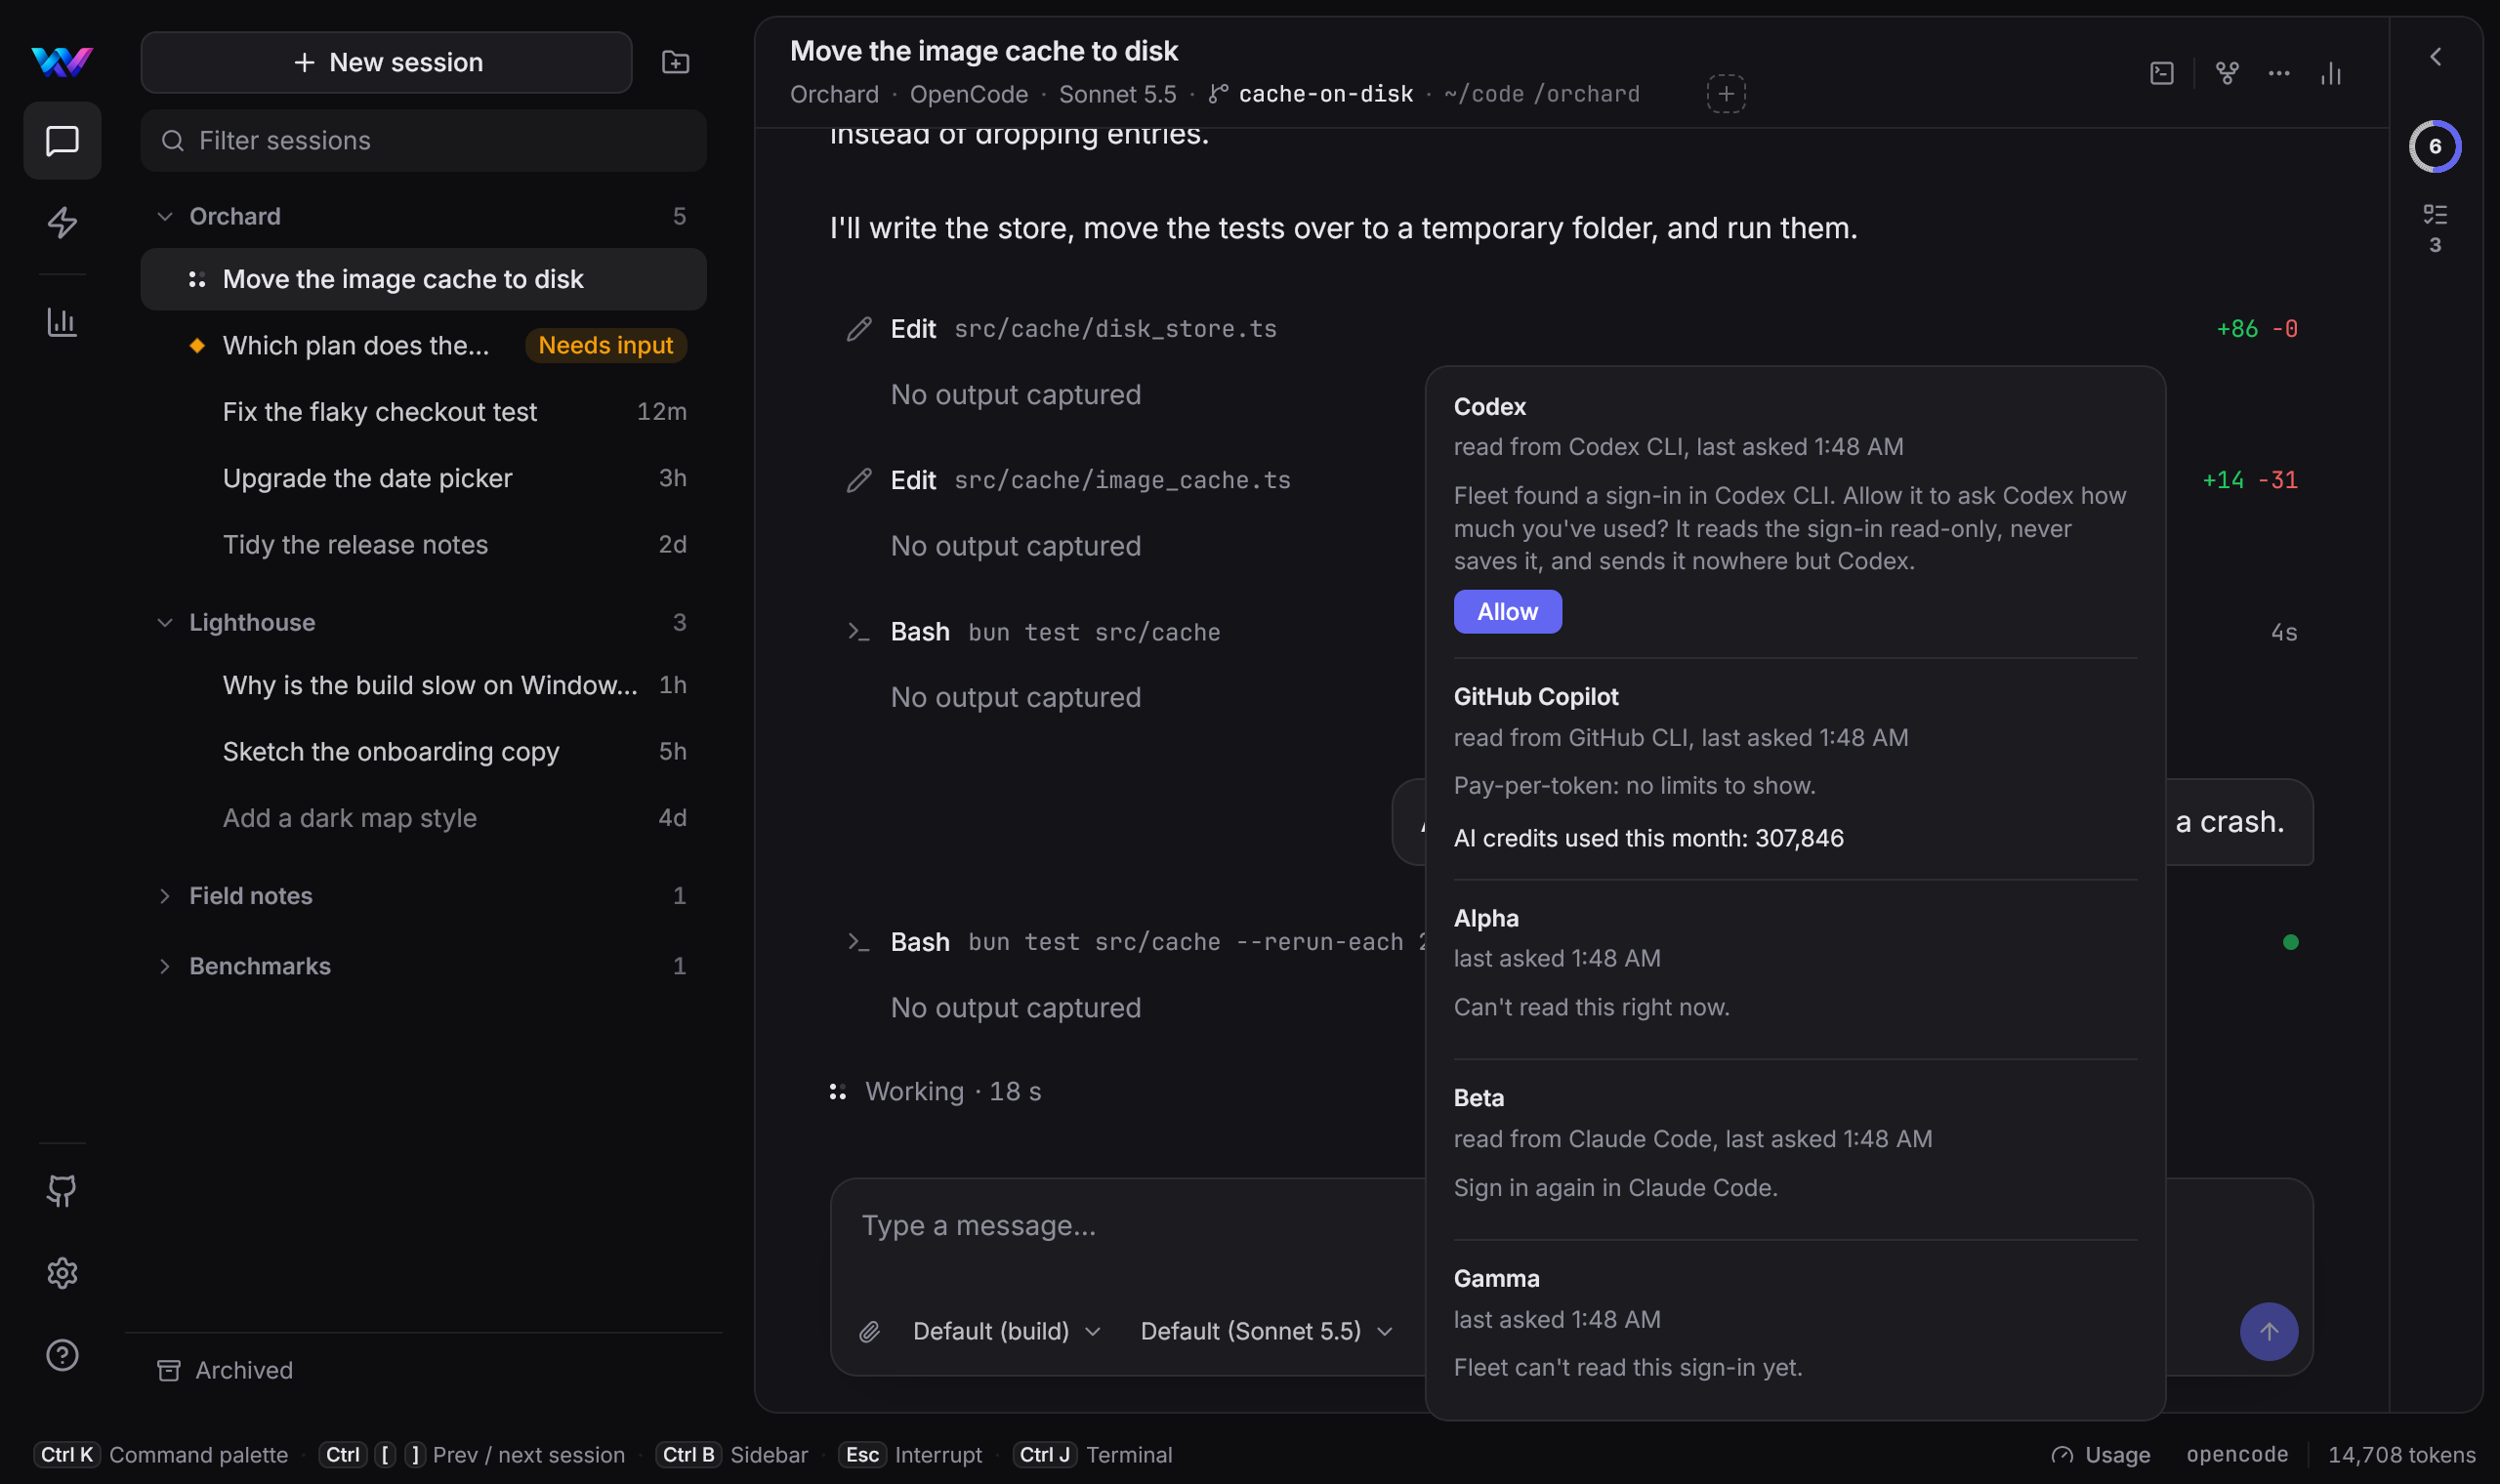 New session
Filter sessions
Orchard 5
Move the image cache to disk
Which plan does the... Needs input
Fix the flaky checkout test 12m
Upgrade the date picker 3h
Tidy the release notes 2d
Lighthouse 3
Why is the build slow on Window... 1h
Sketch the onboarding copy 5h
Add a dark map style 4d
Field notes 1
Benchmarks 1
Archived
Move the image cache to disk
Orchard · OpenCode · Sonnet 5.5 · cache-on-disk · ~/code /orchard
instead of dropping entries.
I'll write the store, move the tests over to a temporary folder, and run them.
Edit src/cache/disk_store.ts +86 -0
No output captured
Edit src/cache/image_cache.ts +14 -31
No output captured
Bash bun test src/cache 4s
No output captured
a crash.
Bash bun test src/cache --rerun-each
No output captured
Working · 18 s
Type a message...
Default (build) Default (Sonnet 5.5)
Codex
read from Codex CLI, last asked 1:48 AM
Fleet found a sign-in in Codex CLI. Allow it to ask Codex how
much you've used? It reads the sign-in read-only, never
saves it, and sends it nowhere but Codex.
Allow
GitHub Copilot
read from GitHub CLI, last asked 1:48 AM
Pay-per-token: no limits to show.
AI credits used this month: 307,846
Alpha
last asked 1:48 AM
Can't read this right now.
Beta
read from Claude Code, last asked 1:48 AM
Sign in again in Claude Code.
Gamma
last asked 1:48 AM
Fleet can't read this sign-in yet.
6
3
Ctrl K Command palette · Ctrl [ ] Prev / next session · Ctrl B Sidebar · Esc Interrupt · Ctrl J Terminal
Usage opencode 14,708 tokens